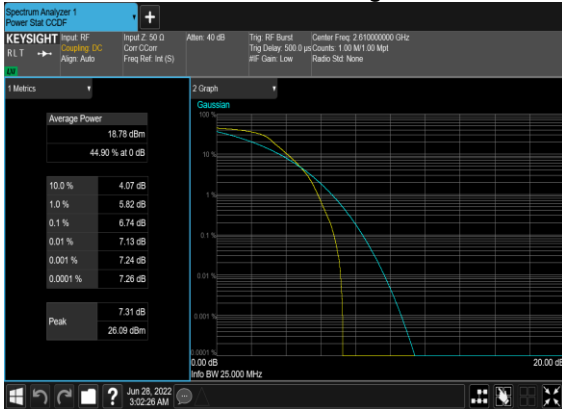 Spectrum Analyzer 1
Power Stat CCDF
KEYSIGHT
RLT
Input: RF
Coupling: DC
Align: Auto
Input Z: 50 Ω
Corr CCorr
Freq Ref: Int (S)
Atten: 40 dB
Trig: RF Burst
Trig Delay: 500.0 µs
#IF Gain: Low
Center Freq: 2.610000000 GHz
Counts: 1.00 M/1.00 Mpt
Radio Std: None
1 Metrics
Average Power
18.78 dBm
44.90 % at 0 dB
10.0 % 4.07 dB
1.0 % 5.82 dB
0.1 % 6.74 dB
0.01 % 7.13 dB
0.001 % 7.24 dB
0.0001 % 7.26 dB
Peak
7.31 dB
26.09 dBm
2 Graph
Gaussian
100 %
10 %
1 %
0.1 %
0.01 %
0.001 %
0.0001 %
0.00 dB
20.00 dB
Info BW 25.000 MHz
?
Jun 28, 2022
3:02:26 AM